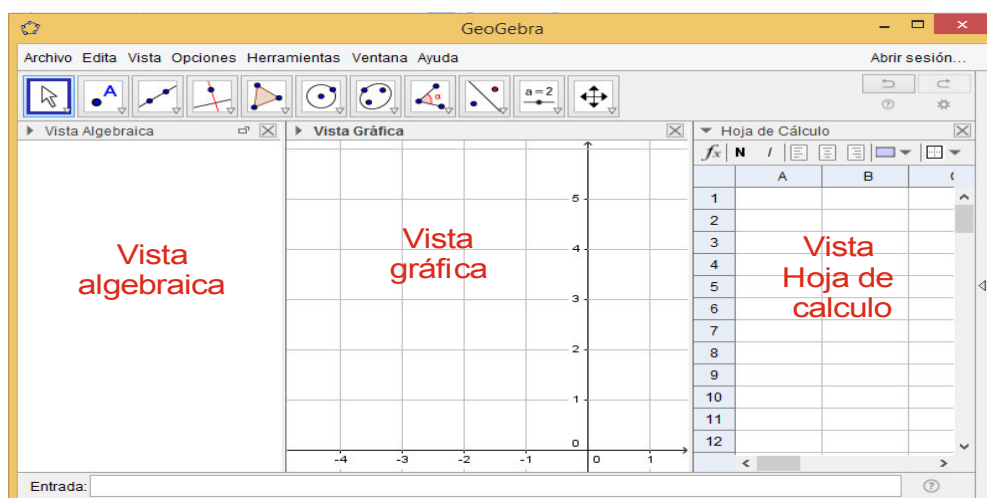 GeoGebra
Archivo Edita Vista Opciones Herramientas Ventana Ayuda Abrir sesión...
A α a = 2
Vista Algebraica Vista Gráfica Hoja de Cálculo
fx N I
A B
1
2
3
4
5
6
7
8
9
10
11
12
5
4
3
2
1
0
-4 -3 -2 -1 0 1
Vista
algebraica
Vista
gráfica
Vista
Hoja de
calculo
Entrada: